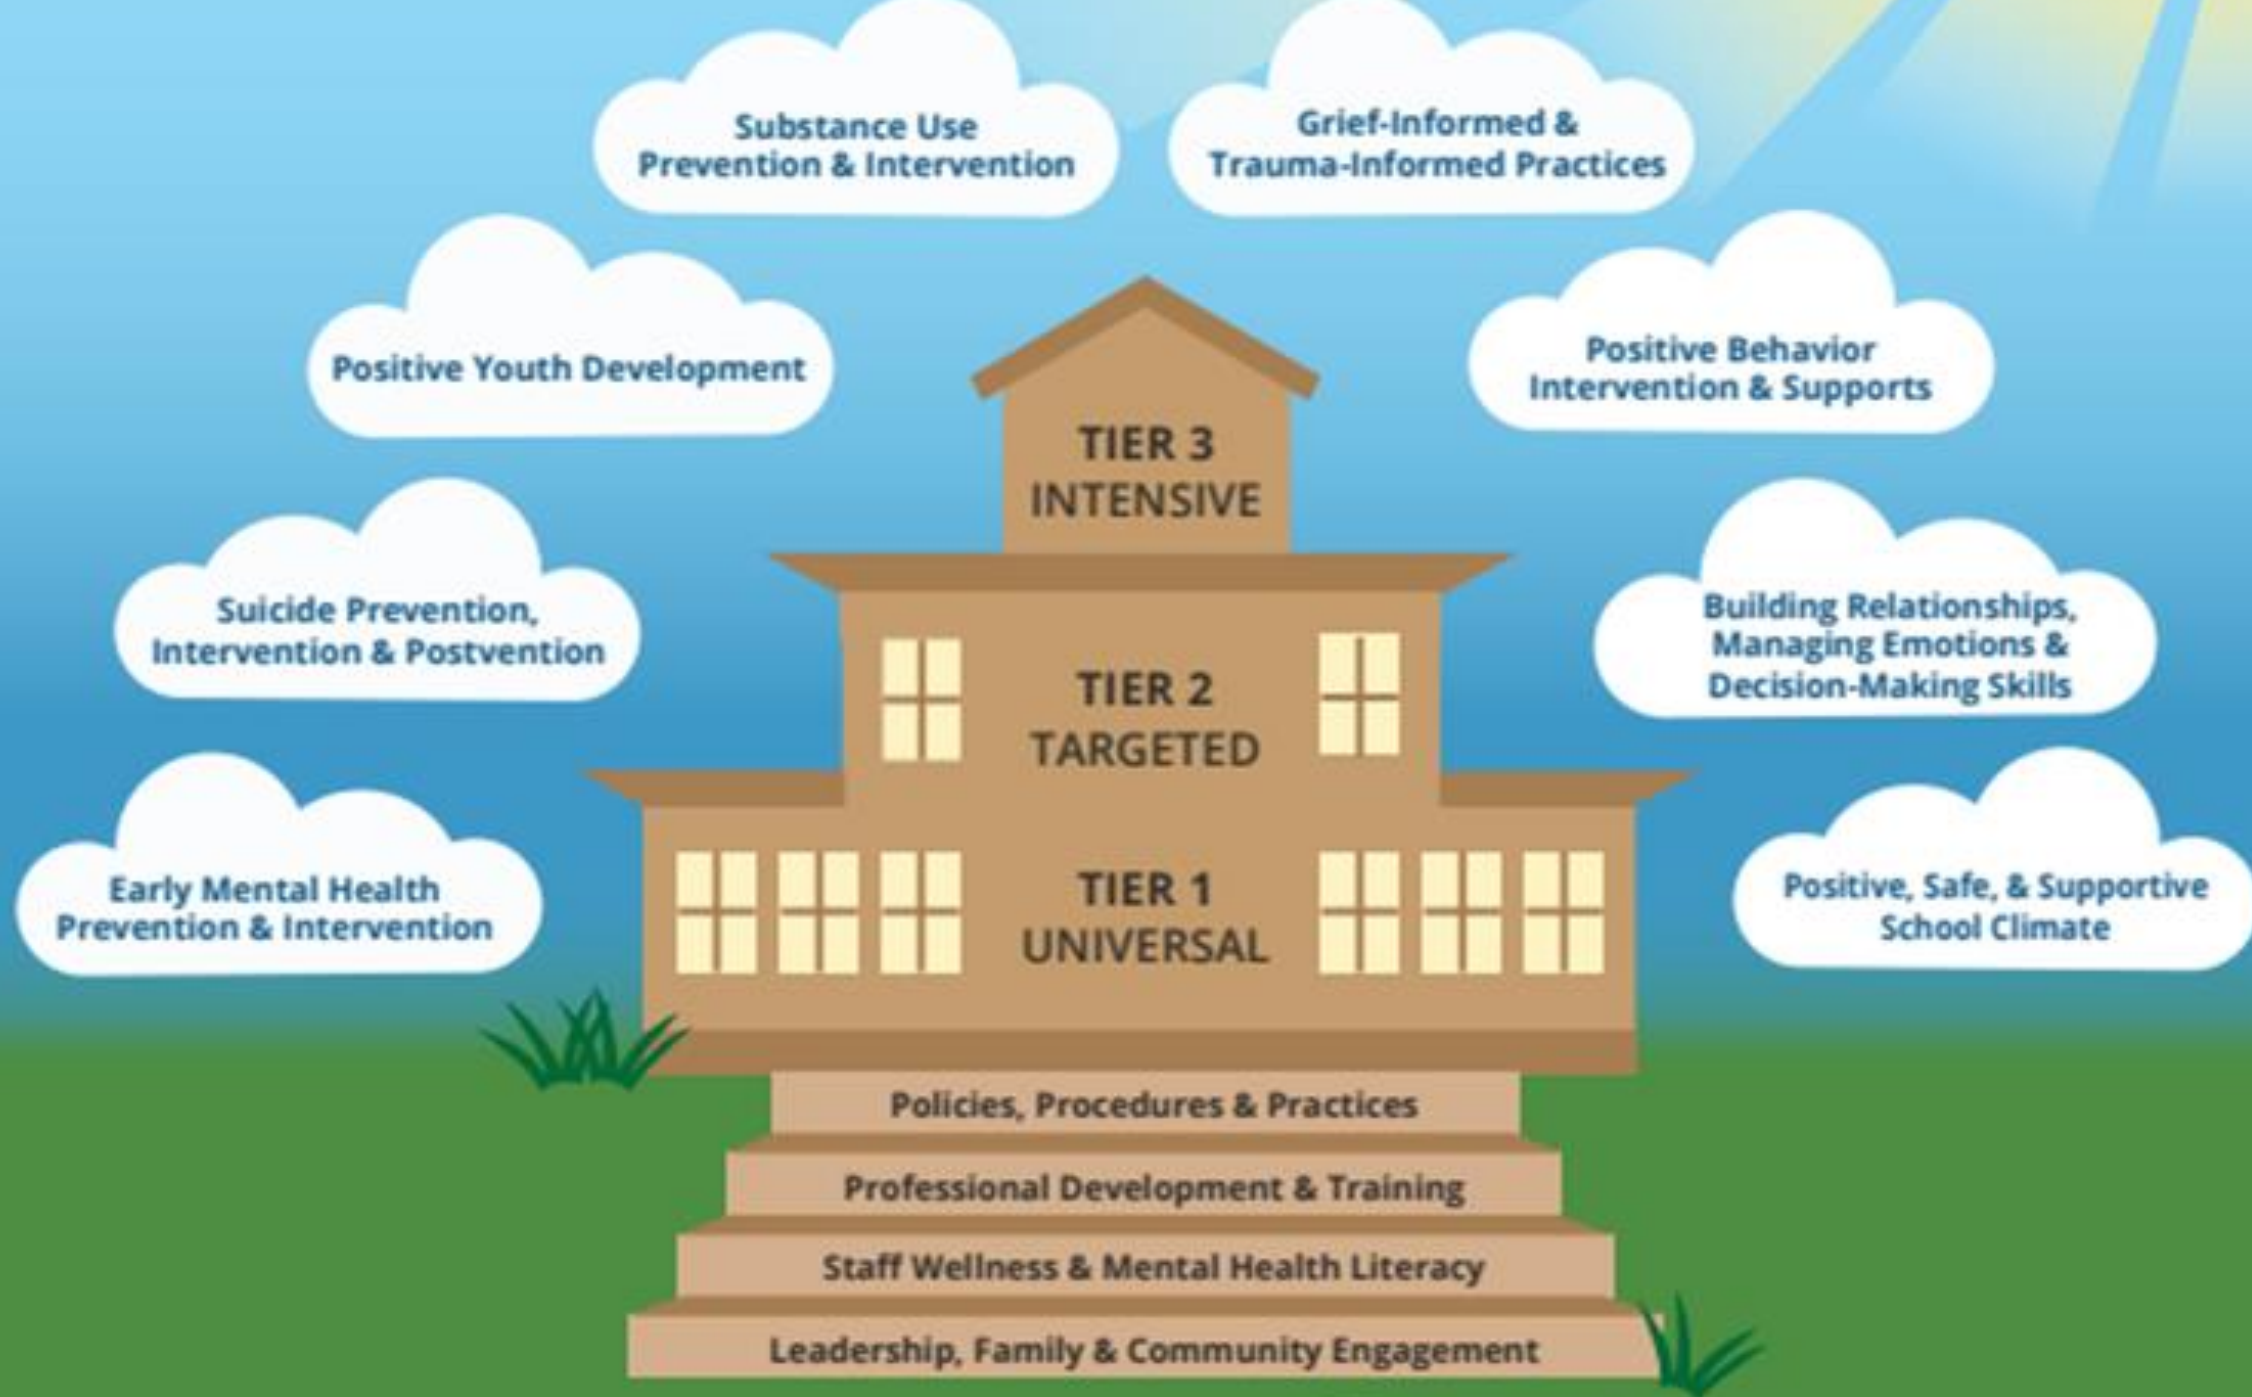 Substance Use
Prevention & Intervention
Grief-Informed &
Trauma-Informed Practices
Positive Youth Development
Positive Behavior
Intervention & Supports
Suicide Prevention,
Intervention & Postvention
Building Relationships,
Managing Emotions &
Decision-Making Skills
Early Mental Health
Prevention & Intervention
Positive, Safe, & Supportive
School Climate
TIER 3
INTENSIVE
TIER 2
TARGETED
TIER 1
UNIVERSAL
Policies, Procedures & Practices
Professional Development & Training
Staff Wellness & Mental Health Literacy
Leadership, Family & Community Engagement